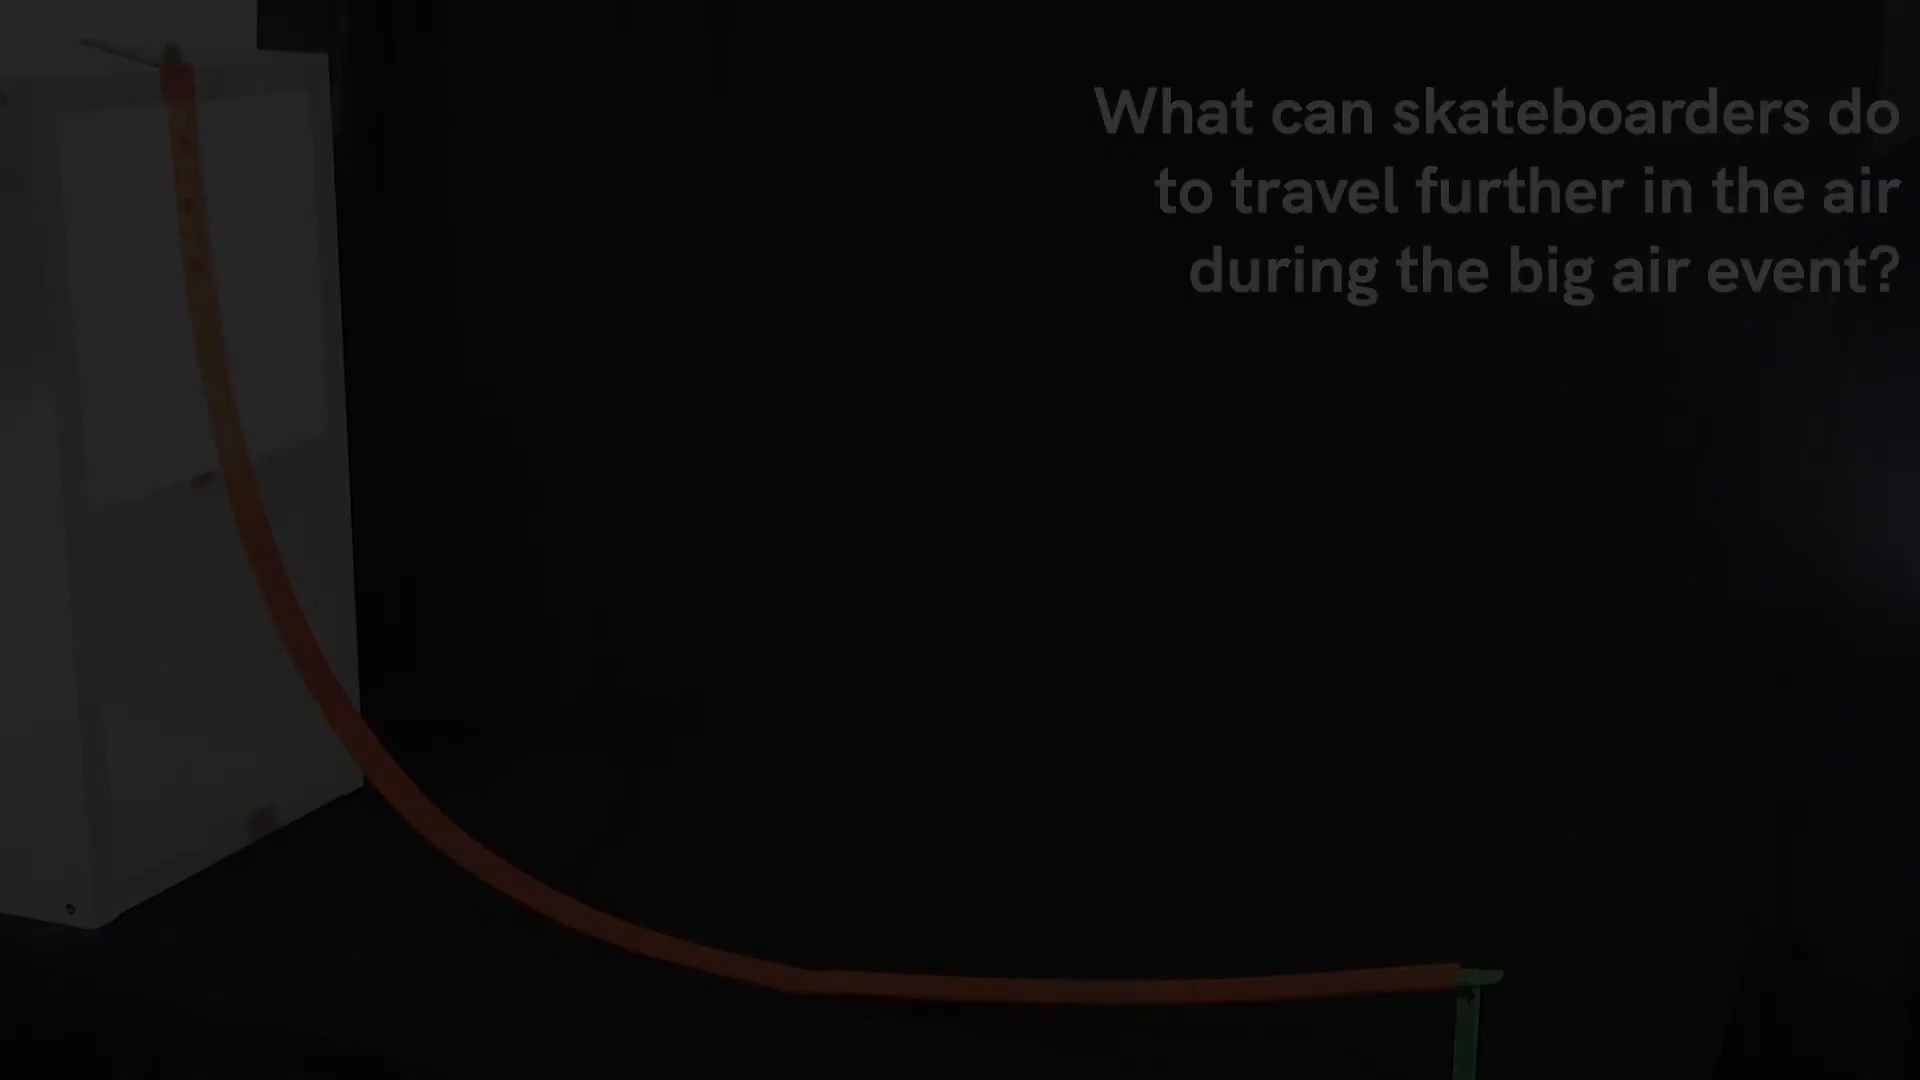 What can skateboarders do
to travel further in the air
during the big air event?